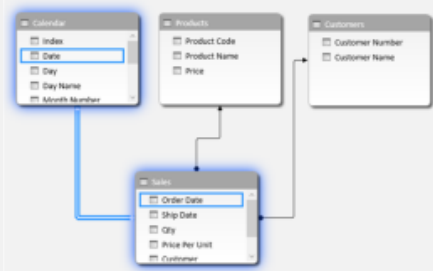 Calendar
Index
Date
Day
Day Name
Month Number
Products
Product Code
Product Name
Price
Customers
Customer Number
Customer Name
Sales
Order Date
Ship Date
Qty
Price Per Unit
Customer